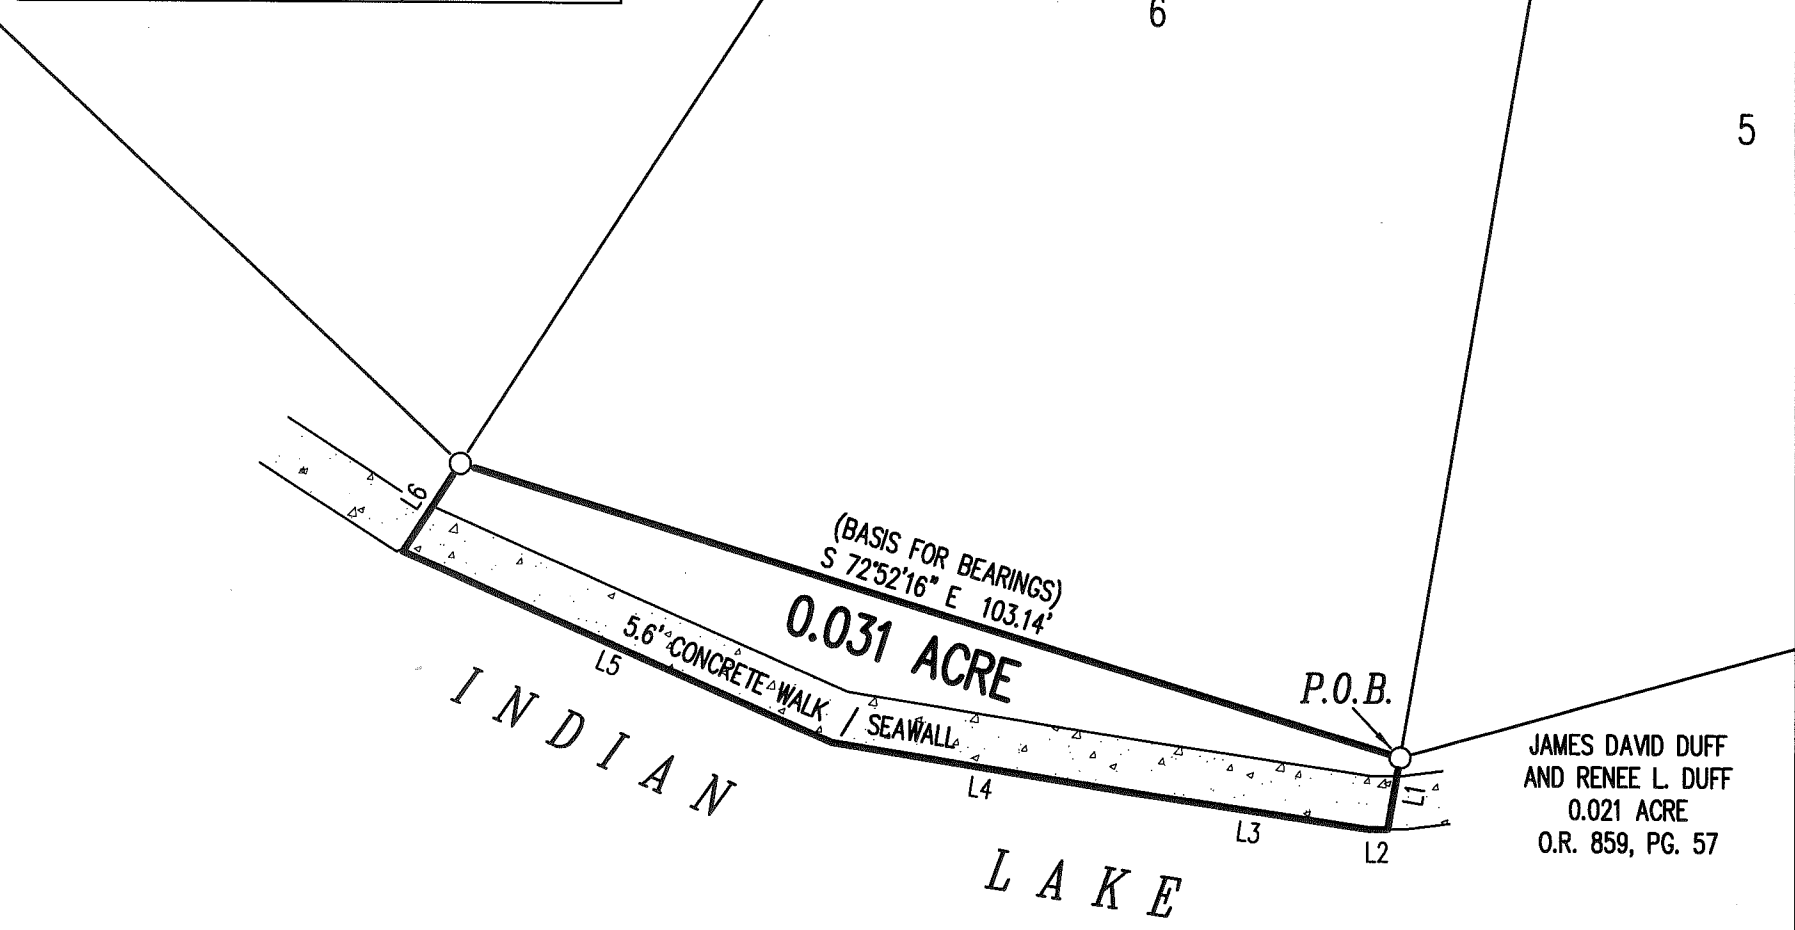 6
5
L6
(BASIS FOR BEARINGS)
S 72°52'16" E 103.14'
0.031 ACRE
5.6' CONCRETE WALK / SEAWALL
P.O.B.
L5
L4
L3
L2
L1
INDIAN LAKE
JAMES DAVID DUFF
AND RENEE L. DUFF
0.021 ACRE
O.R. 859, PG. 57